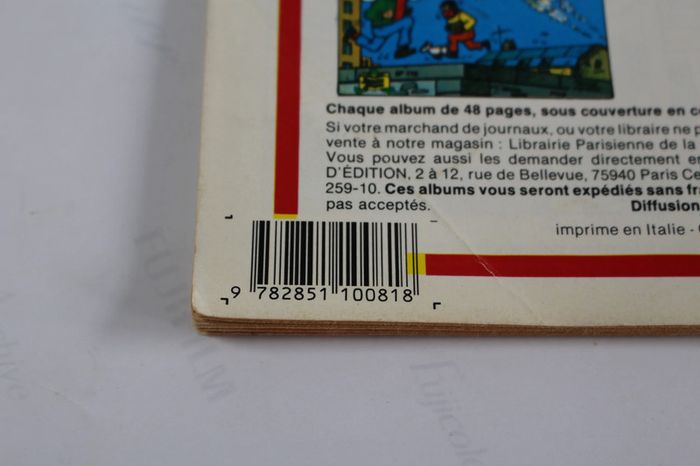 Chaque album de 48 pages, sous couverture en
Si votre marchand de journaux, ou votre libraire ne
vente à notre magasin : Librairie Parisienne de la
Vous pouvez aussi les demander directement
D'ÉDITION, 2 à 12, rue de Bellevue, 75940 Paris
259-10. Ces albums vous seront expédiés sans
pas acceptés. Diffusion
imprime en Italie -
9 782851 100818
FUJIFILM
Fujicolor